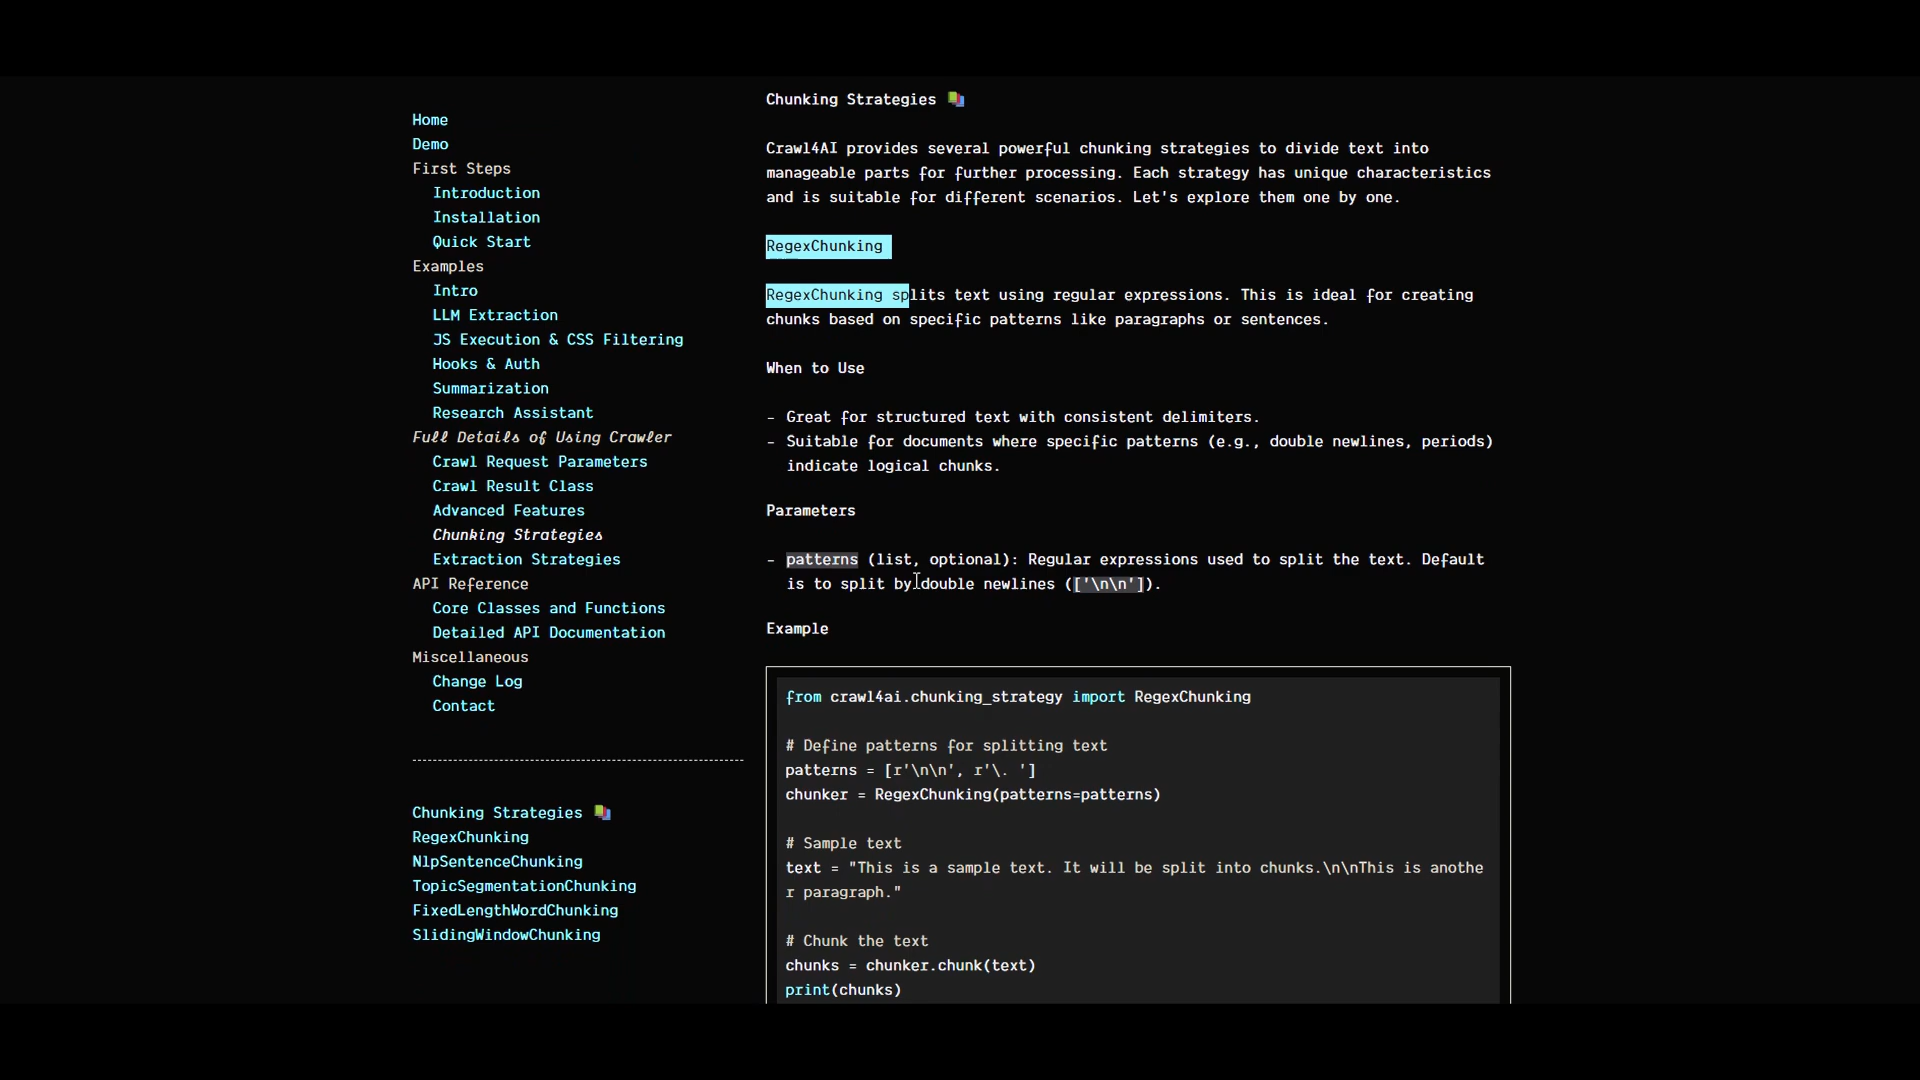 Home
Demo
First Steps
Introduction
Installation
Quick Start
Examples
Intro
LLM Extraction
JS Execution & CSS Filtering
Hooks & Auth
Summarization
Research Assistant
Full Details of Using Crawler
Crawl Request Parameters
Crawl Result Class
Advanced Features
Chunking Strategies
Extraction Strategies
API Reference
Core Classes and Functions
Detailed API Documentation
Miscellaneous
Change Log
Contact
Chunking Strategies 📚
RegexChunking
NlpSentenceChunking
TopicSegmentationChunking
FixedLengthWordChunking
SlidingWindowChunking
Chunking Strategies 📚
Crawl4AI provides several powerful chunking strategies to divide text into
manageable parts for further processing. Each strategy has unique characteristics
and is suitable for different scenarios. Let's explore them one by one.
RegexChunking
RegexChunking splits text using regular expressions. This is ideal for creating
chunks based on specific patterns like paragraphs or sentences.
When to Use
- Great for structured text with consistent delimiters.
- Suitable for documents where specific patterns (e.g., double newlines, periods)
indicate logical chunks.
Parameters
- patterns (list, optional): Regular expressions used to split the text. Default
is to split by double newlines (['\n\n']).
Example
from crawl4ai.chunking_strategy import RegexChunking
# Define patterns for splitting text
patterns = [r'\n\n', r'\. ']
chunker = RegexChunking(patterns=patterns)
# Sample text
text = "This is a sample text. It will be split into chunks.\n\nThis is anothe
r paragraph."
# Chunk the text
chunks = chunker.chunk(text)
print(chunks)